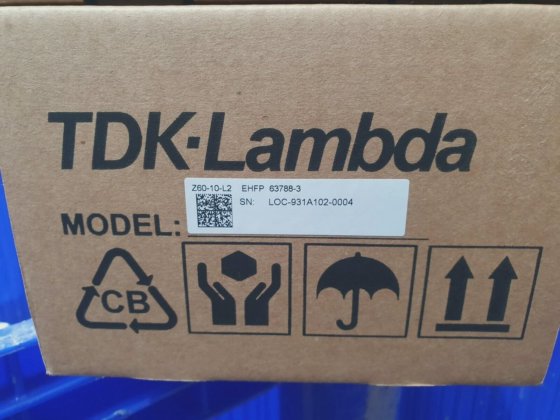 TDK·Lambda
Z60-10-L2 EHFP 63788-3
SN: LOC-931A102-0004
MODEL:
CB